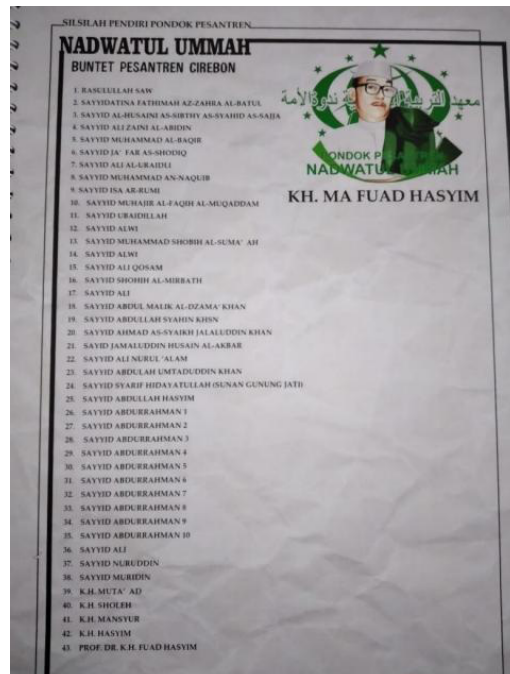 SILSILAH PENDIRI PONDOK PESANTREN
NADWATUL UMMAH
BUNTET PESANTREN CIREBON
معهد التربية
ندوة الأمة
PONDOK
NADWATUL UMMAH
KH. MA FUAD HASYIM
1. RASULULLAH SAW
2. SAYYIDATINA FATHIMAH AZ-ZAHRA AL-BATUL
3. SAYYID AL-HUSAINI AS-SIBTHY AS-SYAHID AS-SAJJA
4. SAYYID ALI ZAINI AL-ABIDIN
5. SAYYID MUHAMMAD AL-BAQIR
6. SAYYID JA' FAR AS-SHODIQ
7. SAYYID ALI AL-URAIDLI
8. SAYYID MUHAMMAD AN-NAQUIB
9. SAYYID ISA AR-RUMI
10. SAYYID MUHAJIR AL-FAQIH AL-MUQADDAM
11. SAYYID UBAIDILLAH
12. SAYYID ALWI
13. SAYYID MUHAMMAD SHOBIH AL-SUMA' AH
14. SAYYID ALWI
15. SAYYID ALI QOSAM
16. SAYYID SHOHIH AL-MIRBATH
17. SAYYID ALI
18. SAYYID ABDUL MALIK AL-DZAMA' KHAN
19. SAYYID ABDULLAH SYAHIN KHSN
20. SAYYID AHMAD AS-SYAIKH JALALUDDIN KHAN
21. SAYID JAMALUDDIN HUSAIN AL-AKBAR
22. SAYYID ALI NURUL 'ALAM
23. SAYYID ABDULAH UMTADUDDIN KHAN
24. SAYYID SYARIF HIDAYATULLAH (SUNAN GUNUNG JATI)
25. SAYYID ABDULLAH HASYIM
26. SAYYID ABDURRAHMAN 1
27. SAYYID ABDURRAHMAN 2
28. SAYYID ABDURRAHMAN 3
29. SAYYID ABDURRAHMAN 4
30. SAYYID ABDURRAHMAN 5
31. SAYYID ABDURRAHMAN 6
32. SAYYID ABDURRAHMAN 7
33. SAYYID ABDURRAHMAN 8
34. SAYYID ABDURRAHMAN 9
35. SAYYID ABDURRAHMAN 10
36. SAYYID ALI
37. SAYYID NURUDDIN
38. SAYYID MURIDIN
39. K.H. MUTA' AD
40. K.H. SHOLEH
41. K.H. MANSYUR
42. K.H. HASYIM
43. PROF. DR. K.H. FUAD HASYIM